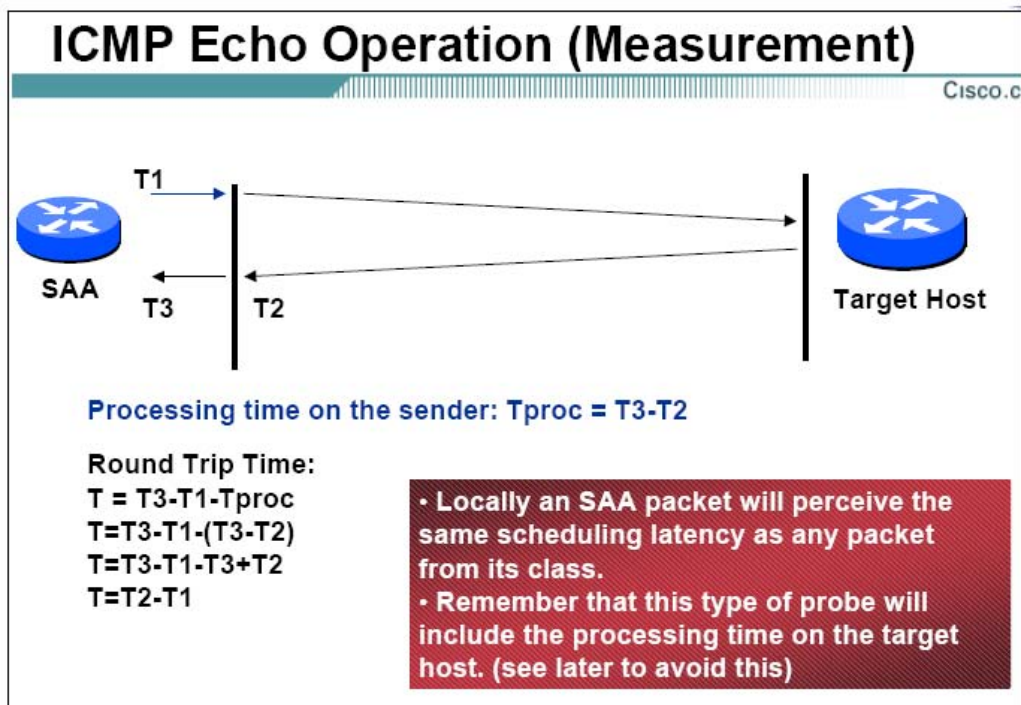 ICMP Echo Operation (Measurement)
Cisco.c
T1
SAA
T3
T2
Target Host
Processing time on the sender: Tproc = T3-T2
Round Trip Time:
T = T3-T1-Tproc
T=T3-T1-(T3-T2)
T=T3-T1-T3+T2
T=T2-T1
• Locally an SAA packet will perceive the
same scheduling latency as any packet
from its class.
• Remember that this type of probe will
include the processing time on the target
host. (see later to avoid this)